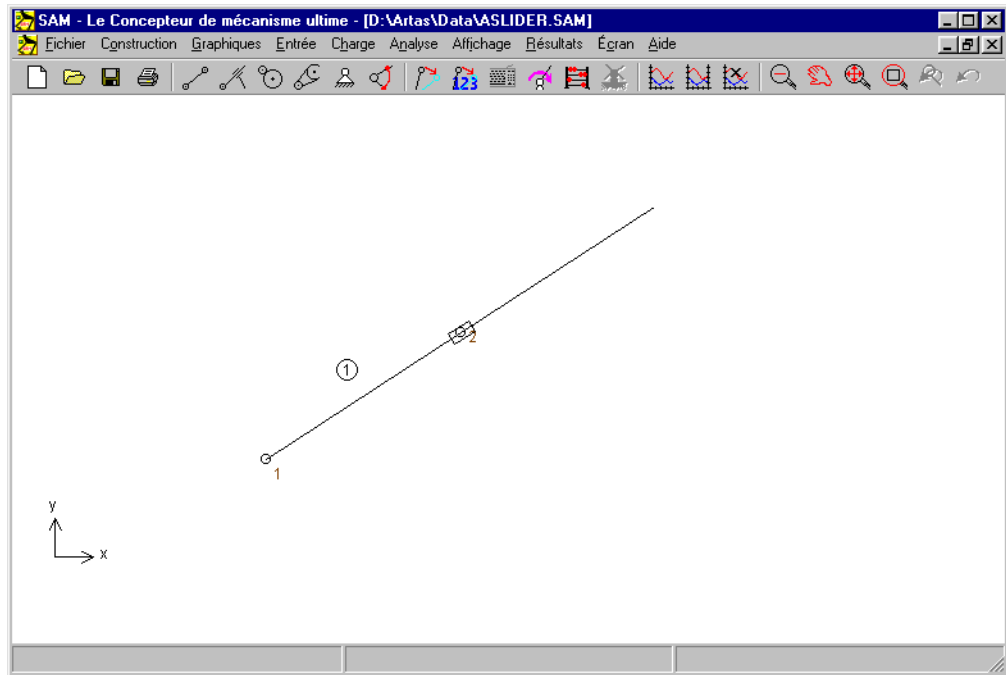 SAM - Le Concepteur de mécanisme ultime - [D:\Artas\Data\ASLIDER.SAM]
Fichier Construction Graphiques Entrée Charge Analyse Affichage Résultats Écran Aide
123
2
1
1
y
x